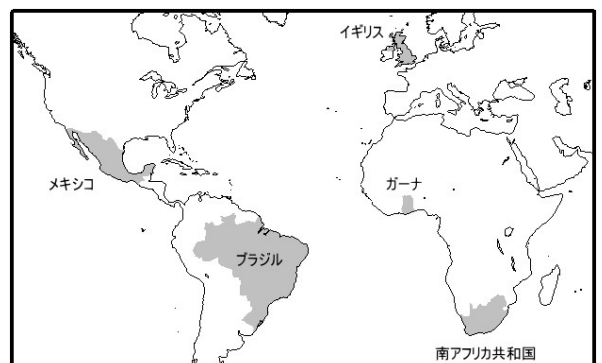 イギリス
メキシコ
ガーナ
ブラジル
南アフリカ共和国